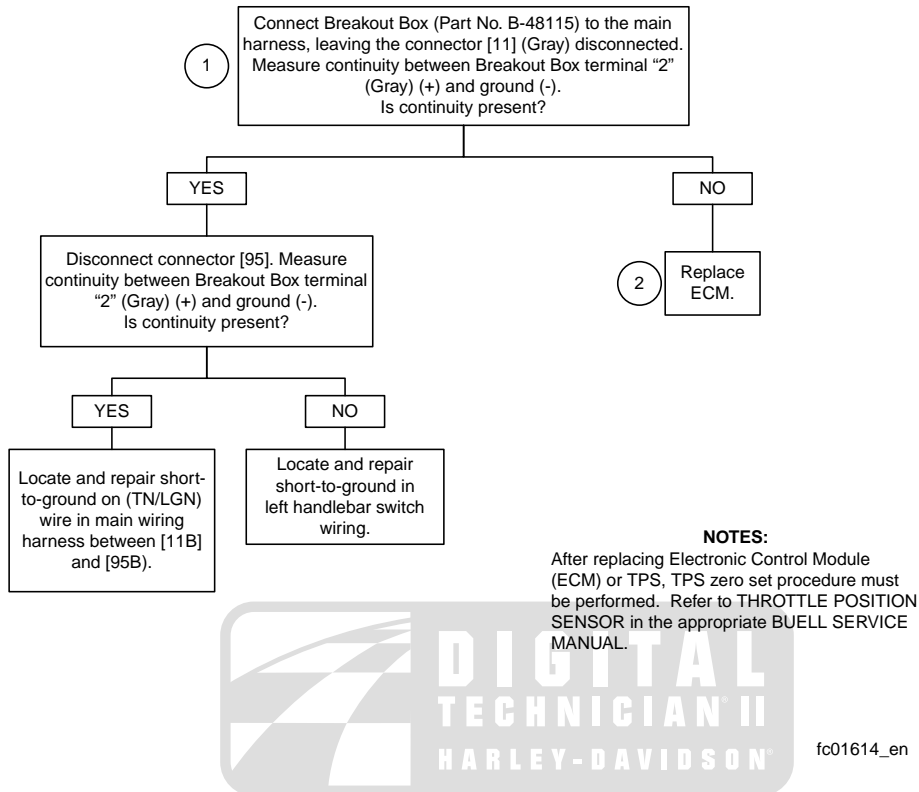 1
Connect Breakout Box (Part No. B-48115) to the main
harness, leaving the connector [11] (Gray) disconnected.
Measure continuity between Breakout Box terminal “2”
(Gray) (+) and ground (-).
Is continuity present?
YES
NO
Disconnect connector [95]. Measure
continuity between Breakout Box terminal
“2” (Gray) (+) and ground (-).
Is continuity present?
2
Replace
ECM.
YES
NO
Locate and repair short-
to-ground on (TN/LGN)
wire in main wiring
harness between [11B]
and [95B).
Locate and repair
short-to-ground in
left handlebar switch
wiring.
NOTES:
After replacing Electronic Control Module
(ECM) or TPS, TPS zero set procedure must
be performed. Refer to THROTTLE POSITION
SENSOR in the appropriate BUELL SERVICE
MANUAL.
DIGITAL
TECHNICIAN® II
HARLEY-DAVIDSON®
fc01614_en